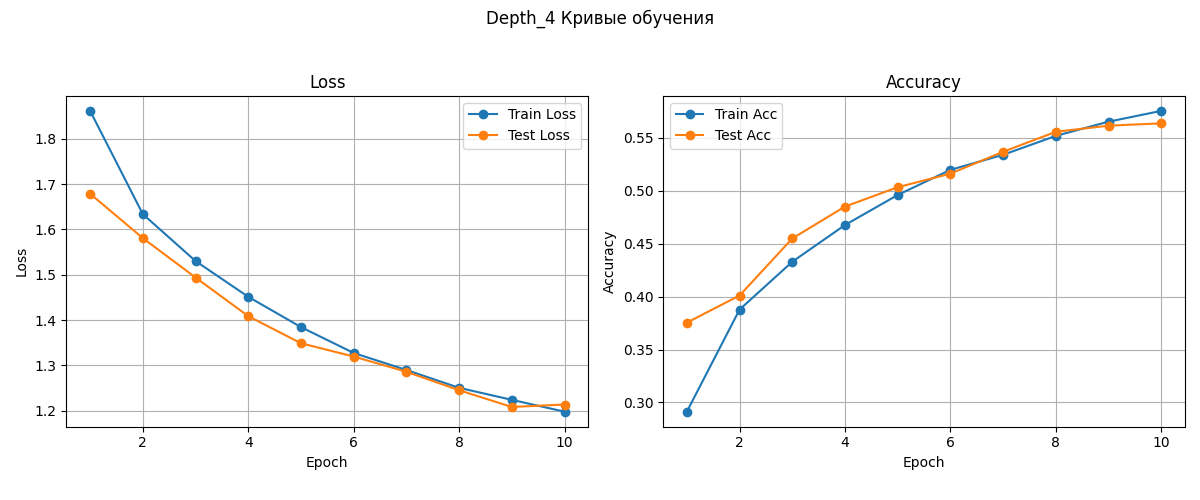 Depth_4 Кривые обучения
Loss
Train Loss
Test Loss
1.8
1.7
1.6
1.5
1.4
1.3
1.2
Loss
2 4 6 8 10
Epoch
Accuracy
Train Acc
Test Acc
0.55
0.50
0.45
0.40
0.35
0.30
Accuracy
2 4 6 8 10
Epoch